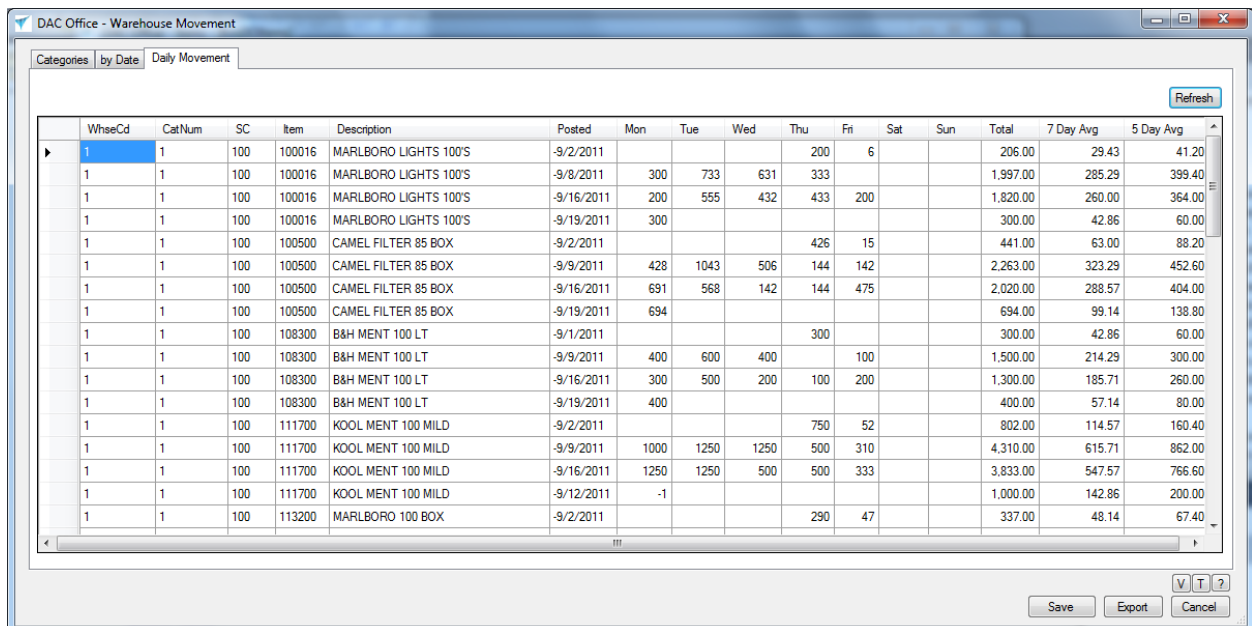 DAC Office - Warehouse Movement
Categories by Date Daily Movement
Refresh
WhseCd CatNum SC Item Description Posted Mon Tue Wed Thu Fri Sat Sun Total 7 Day Avg 5 Day Avg
1 1 100 100016 MARLBORO LIGHTS 100'S -9/2/2011 200 6 206.00 29.43 41.20
1 1 100 100016 MARLBORO LIGHTS 100'S -9/8/2011 300 733 631 333 1,997.00 285.29 399.40
1 1 100 100016 MARLBORO LIGHTS 100'S -9/16/2011 200 555 432 433 200 1,820.00 260.00 364.00
1 1 100 100016 MARLBORO LIGHTS 100'S -9/19/2011 300 300.00 42.86 60.00
1 1 100 100500 CAMEL FILTER 85 BOX -9/2/2011 426 15 441.00 63.00 88.20
1 1 100 100500 CAMEL FILTER 85 BOX -9/9/2011 428 1043 506 144 142 2,263.00 323.29 452.60
1 1 100 100500 CAMEL FILTER 85 BOX -9/16/2011 691 568 142 144 475 2,020.00 288.57 404.00
1 1 100 100500 CAMEL FILTER 85 BOX -9/19/2011 694 694.00 99.14 138.80
1 1 100 108300 B&H MENT 100 LT -9/1/2011 300 300.00 42.86 60.00
1 1 100 108300 B&H MENT 100 LT -9/9/2011 400 600 400 100 1,500.00 214.29 300.00
1 1 100 108300 B&H MENT 100 LT -9/16/2011 300 500 200 100 200 1,300.00 185.71 260.00
1 1 100 108300 B&H MENT 100 LT -9/19/2011 400 400.00 57.14 80.00
1 1 100 111700 KOOL MENT 100 MILD -9/2/2011 750 52 802.00 114.57 160.40
1 1 100 111700 KOOL MENT 100 MILD -9/9/2011 1000 1250 1250 500 310 4,310.00 615.71 862.00
1 1 100 111700 KOOL MENT 100 MILD -9/16/2011 1250 1250 500 500 333 3,833.00 547.57 766.60
1 1 100 111700 KOOL MENT 100 MILD -9/12/2011 -1 1,000.00 142.86 200.00
1 1 100 113200 MARLBORO 100 BOX -9/2/2011 290 47 337.00 48.14 67.40
V T ?
Save Export Cancel